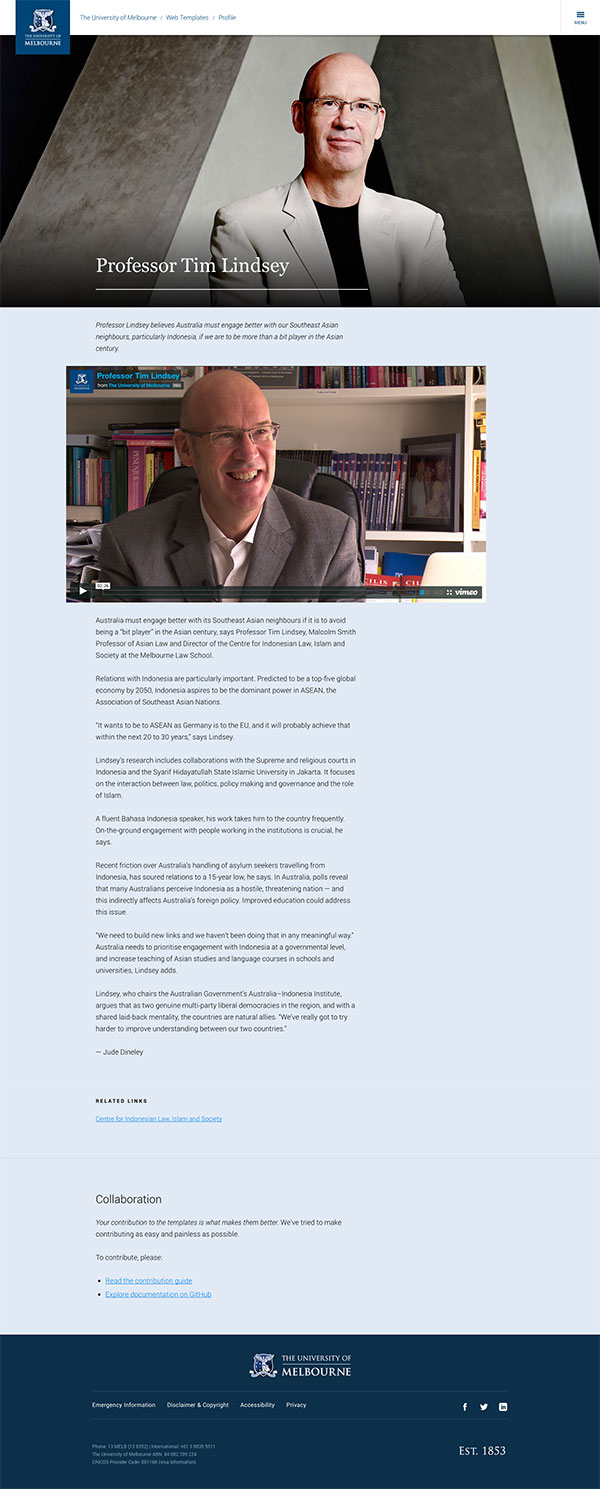 The University of Melbourne / Web Templates / Profile
MENU
THE UNIVERSITY OF
MELBOURNE
Professor Tim Lindsey
Professor Lindsey believes Australia must engage better with our Southeast Asian
neighbours, particularly Indonesia, if we are to be more than a bit player in the Asian
century.
Professor Tim Lindsey
from The University of Melbourne
02:26
CILIS
vimeo
Australia must engage better with its Southeast Asian neighbours if it is to avoid
being a “bit player” in the Asian century, says Professor Tim Lindsey, Malcolm Smith
Professor of Asian Law and Director of the Centre for Indonesian Law, Islam and
Society at the Melbourne Law School.
Relations with Indonesia are particularly important. Predicted to be a top-five global
economy by 2050, Indonesia aspires to be the dominant power in ASEAN, the
Association of Southeast Asian Nations.
“It wants to be to ASEAN as Germany is to the EU, and it will probably achieve that
within the next 20 to 30 years,” says Lindsey.
Lindsey’s research includes collaborations with the Supreme and religious courts in
Indonesia and the Syarif Hidayatullah State Islamic University in Jakarta. It focuses
on the interaction between law, politics, policy making and governance and the role
of Islam.
A fluent Bahasa Indonesia speaker, his work takes him to the country frequently.
On-the-ground engagement with people working in the institutions is crucial, he
says.
Recent friction over Australia’s handling of asylum seekers travelling from
Indonesia, has soured relations to a 15-year low, he says. In Australia, polls reveal
that many Australians perceive Indonesia as a hostile, threatening nation — and
this indirectly affects Australia’s foreign policy. Improved education could address
this issue.
“We need to build new links and we haven’t been doing that in any meaningful way.”
Australia needs to prioritise engagement with Indonesia at a governmental level,
and increase teaching of Asian studies and language courses in schools and
universities, Lindsey adds.
Lindsey, who chairs the Australian Government’s Australia–Indonesia Institute,
argues that as two genuine multi-party liberal democracies in the region, and with a
shared laid-back mentality, the countries are natural allies. “We’ve really got to try
harder to improve understanding between our two countries.”
— Jude Dineley
RELATED LINKS
Centre for Indonesian Law, Islam and Society
Collaboration
Your contribution to the templates is what makes them better. We’ve tried to make
contributing as easy and painless as possible.
To contribute, please:
Read the contribution guide
Explore documentation on GitHub
THE UNIVERSITY OF
MELBOURNE
Emergency Information Disclaimer & Copyright Accessibility Privacy
Phone: 13 MELB (13 6352) | International: +61 3 9035 5511
The University of Melbourne ABN: 84 002 705 224
CRICOS Provider Code: 00116K (visa information)
EST. 1853